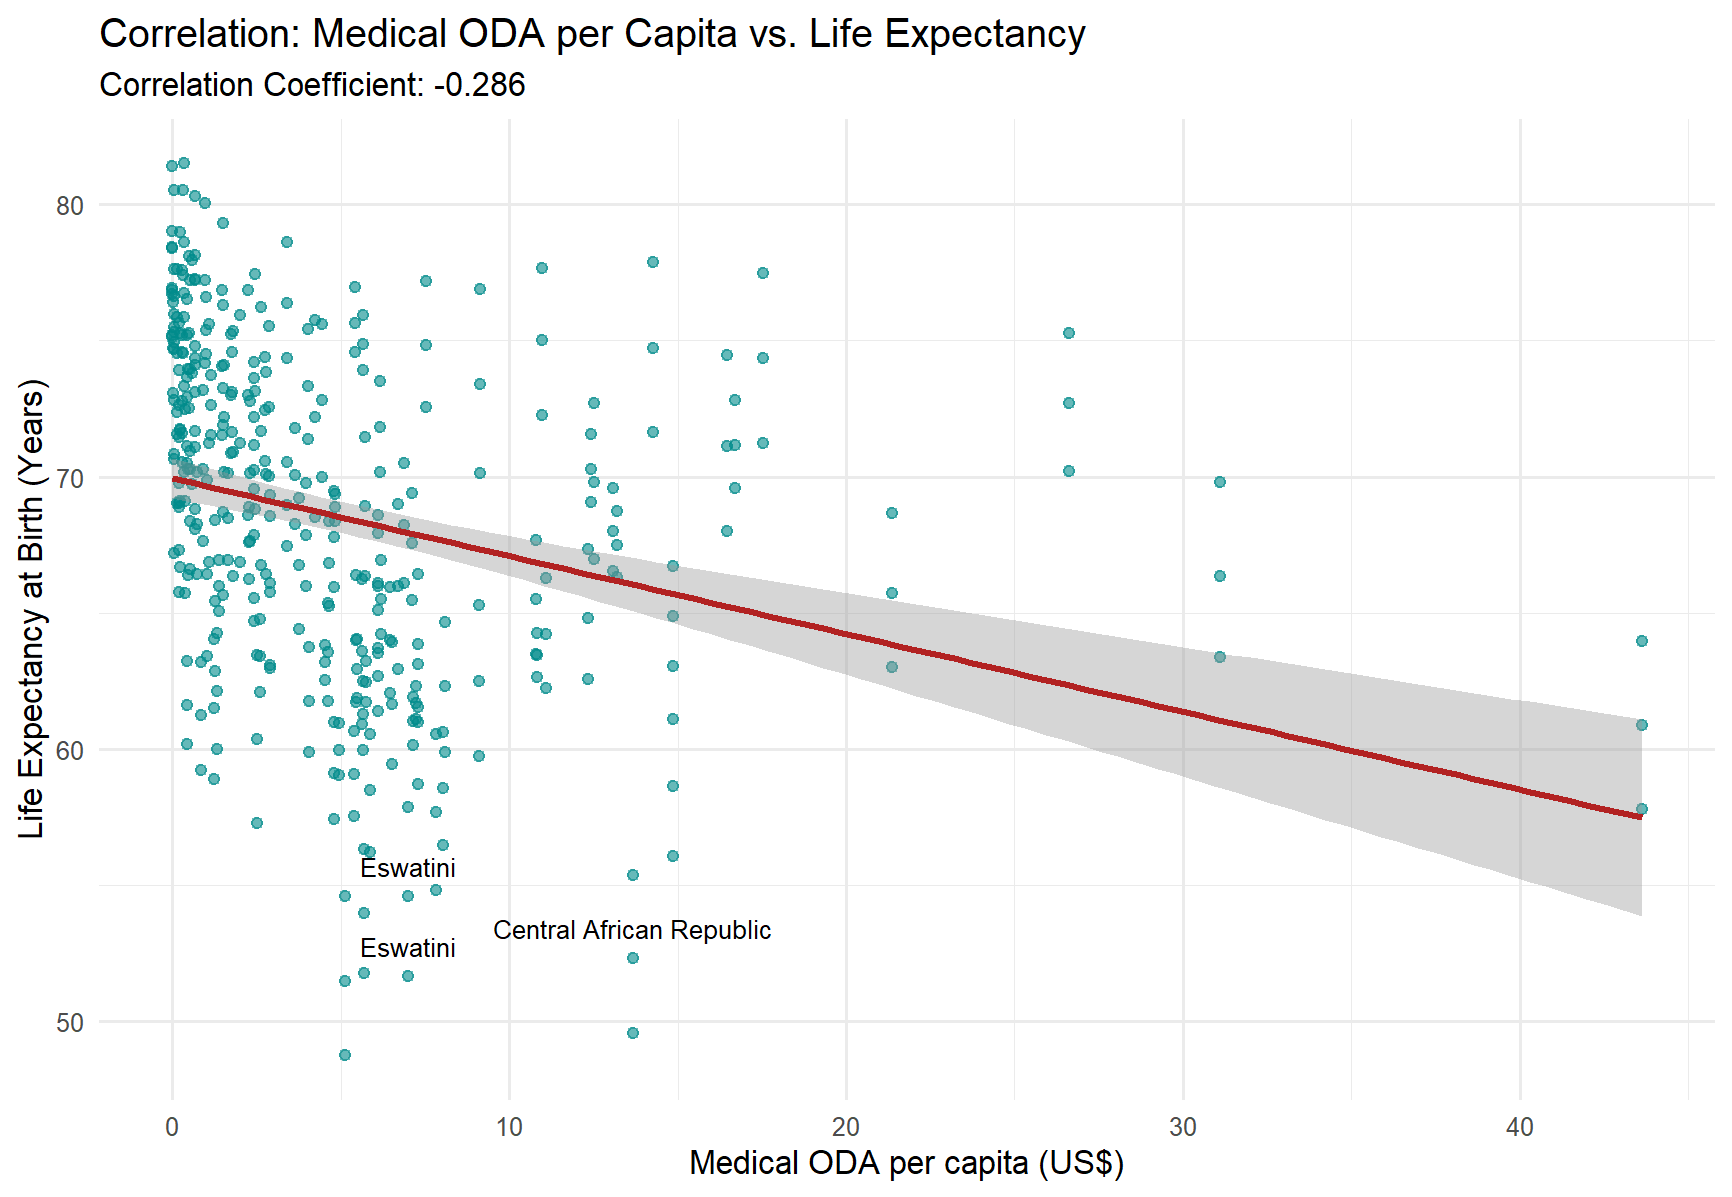 Correlation: Medical ODA per Capita vs. Life Expectancy
Correlation Coefficient: -0.286
Life Expectancy at Birth (Years)
80
70
60
50
Eswatini
Central African Republic
Eswatini
0 10 20 30 40
Medical ODA per capita (US$)